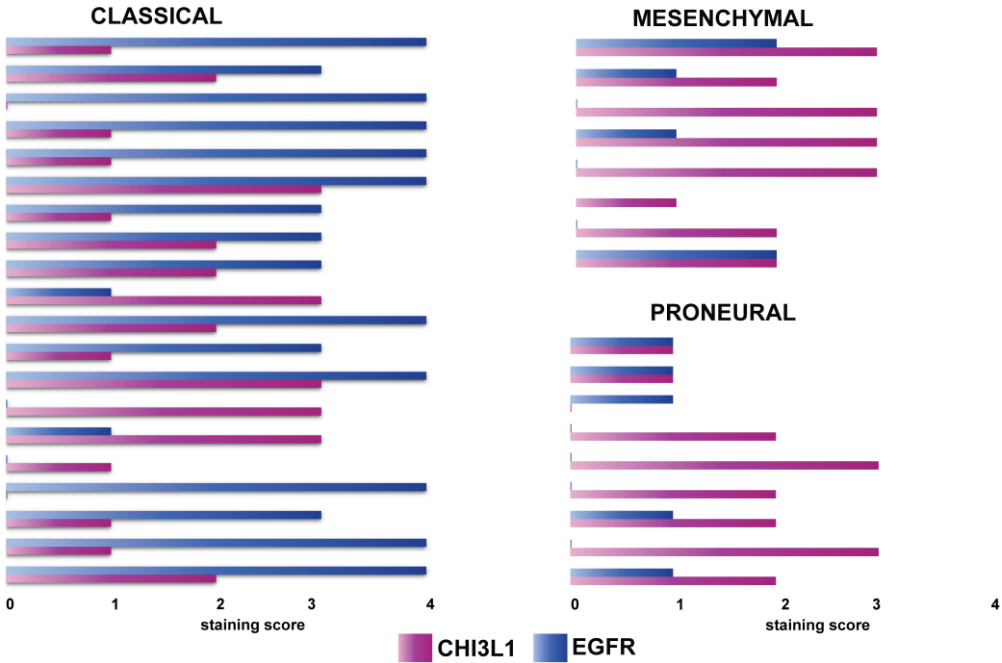 CLASSICAL
MESENCHYMAL
PRONEURAL
0 1 2 3 4
staining score
0 1 2 3 4
staining score
CHI3L1 EGFR